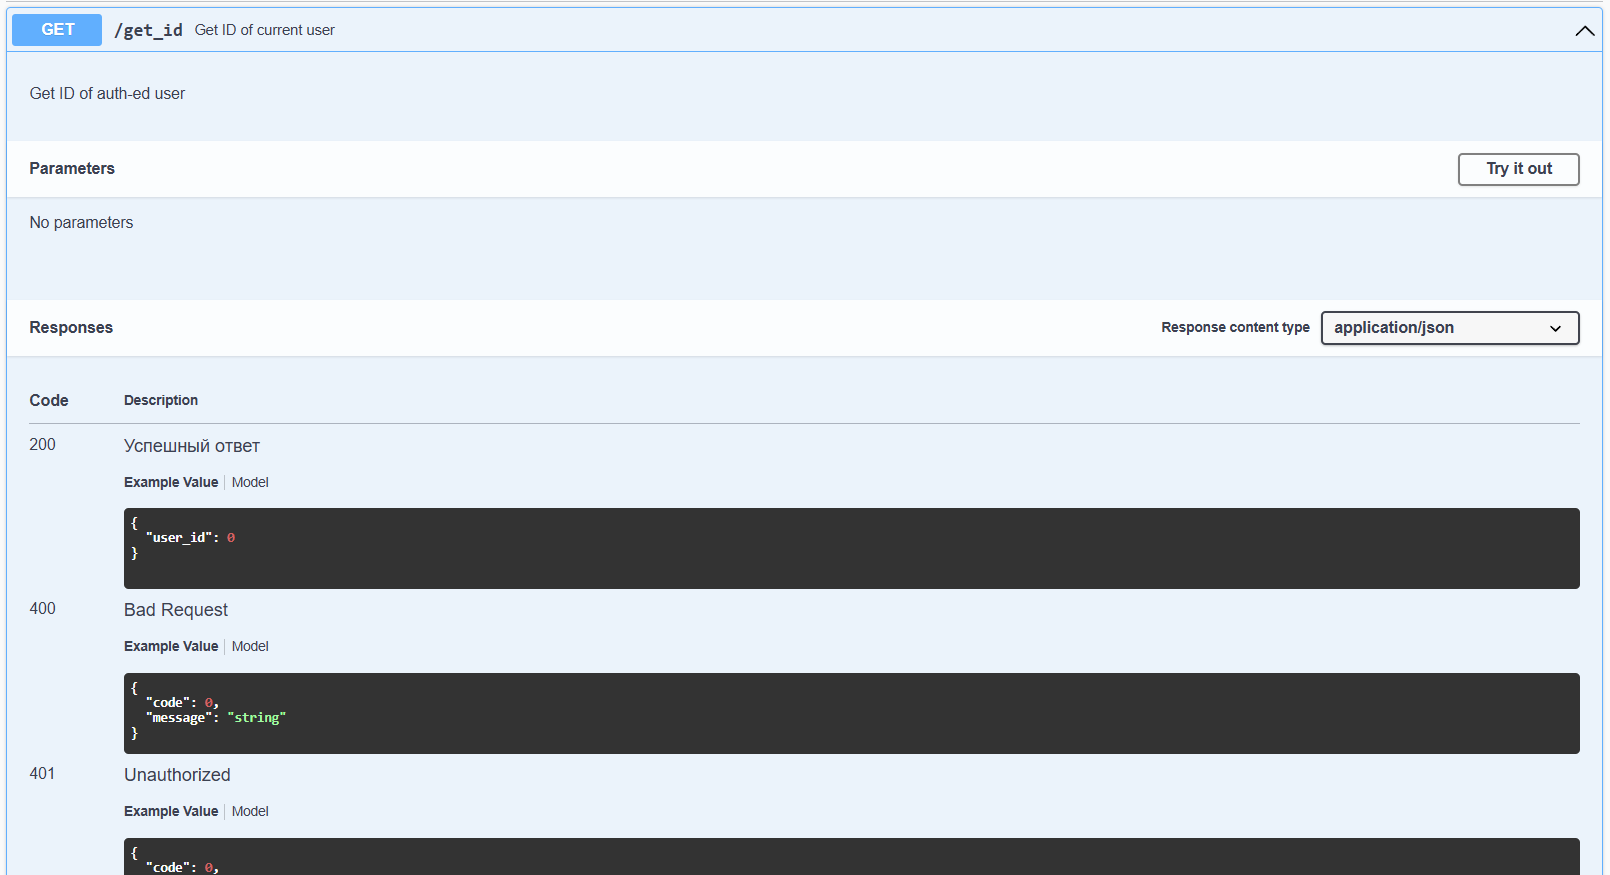 GET /get_id Get ID of current user
Get ID of auth-ed user
Parameters Try it out
No parameters
Responses Response content type application/json
Code Description
200 Успешный ответ
Example Value Model
{
"user_id": 0
}
400 Bad Request
Example Value Model
{
"code": 0,
"message": "string"
}
401 Unauthorized
Example Value Model
{
"code": 0,